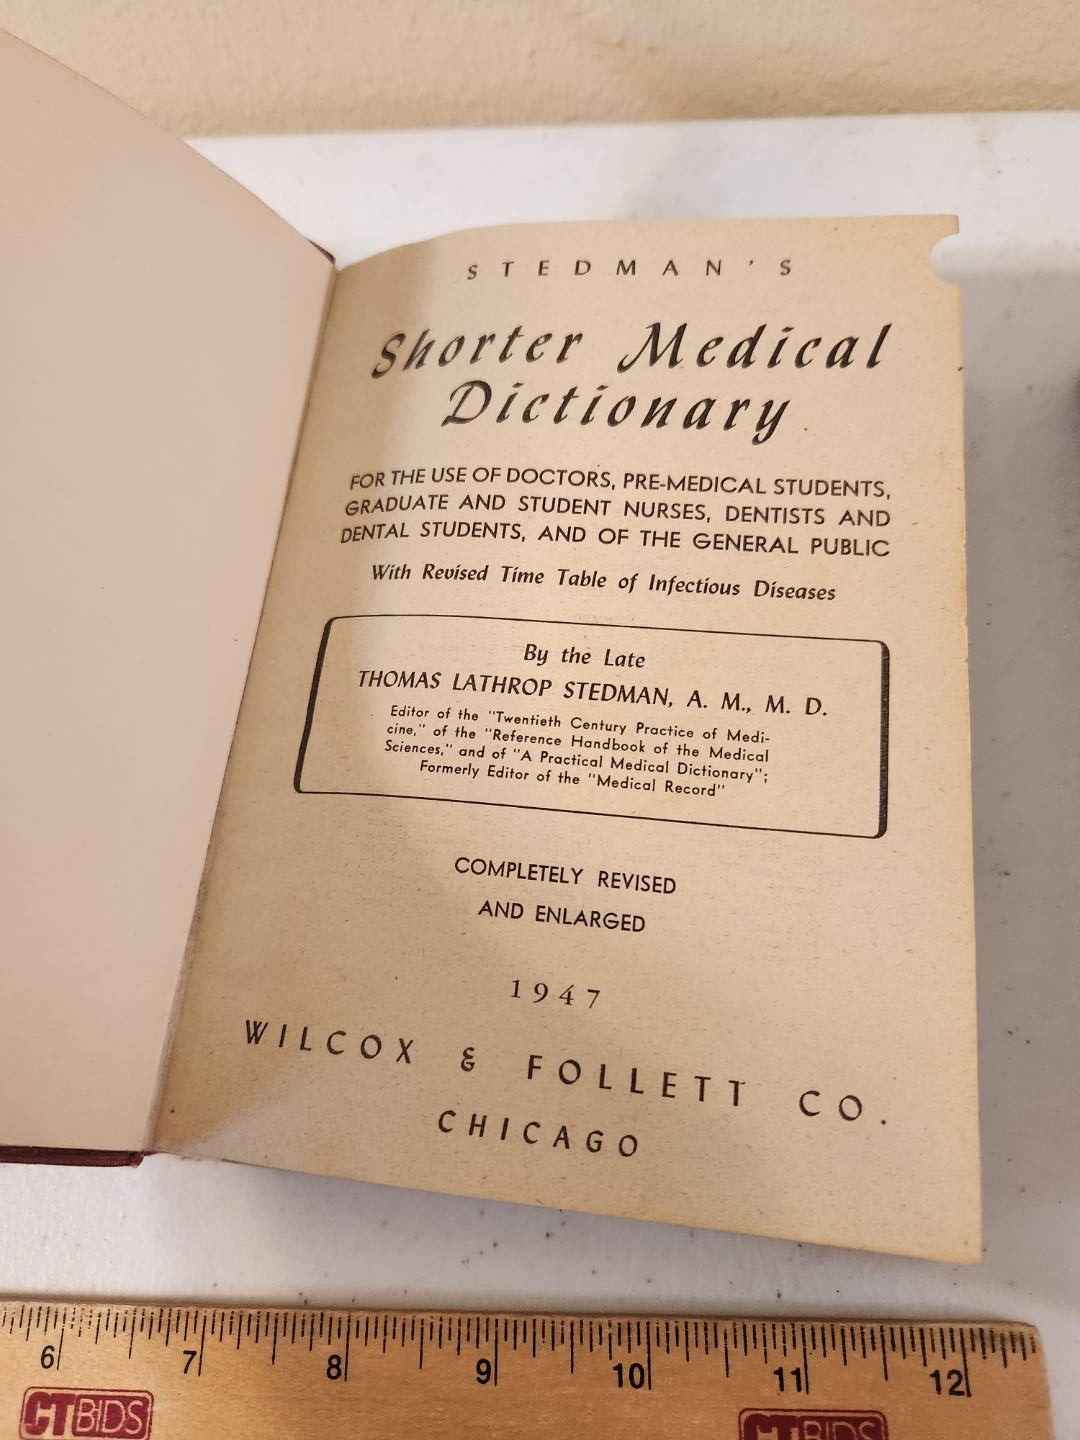 STEDMAN'S
Shorter Medical
Dictionary
FOR THE USE OF DOCTORS, PRE-MEDICAL STUDENTS,
GRADUATE AND STUDENT NURSES, DENTISTS AND
DENTAL STUDENTS, AND OF THE GENERAL PUBLIC
With Revised Time Table of Infectious Diseases
By the Late
THOMAS LATHROP STEDMAN, A. M., M. D.
Editor of the "Twentieth Century Practice of Medi-
cine," of the "Reference Handbook of the Medical
Sciences," and of "A Practical Medical Dictionary";
Formerly Editor of the "Medical Record"
COMPLETELY REVISED
AND ENLARGED
1947
WILCOX & FOLLETT CO.
CHICAGO
6 7 8 9 10 11 12
CTBIDS CTBIDS